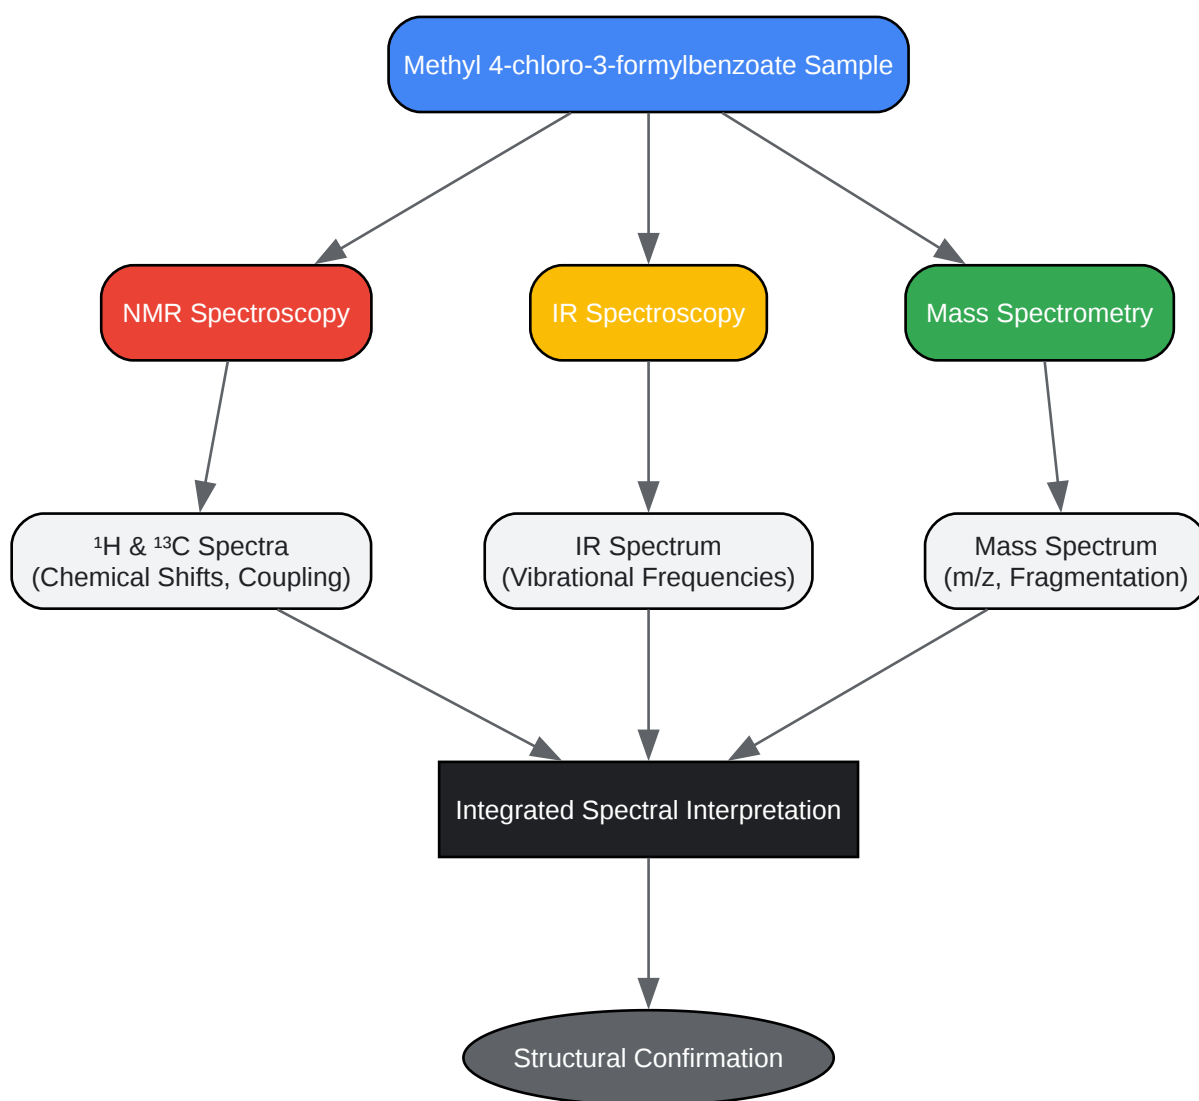 Methyl 4-chloro-3-formylbenzoate Sample
NMR Spectroscopy
IR Spectroscopy
Mass Spectrometry
¹H & ¹³C Spectra
(Chemical Shifts, Coupling)
IR Spectrum
(Vibrational Frequencies)
Mass Spectrum
(m/z, Fragmentation)
Integrated Spectral Interpretation
Structural Confirmation